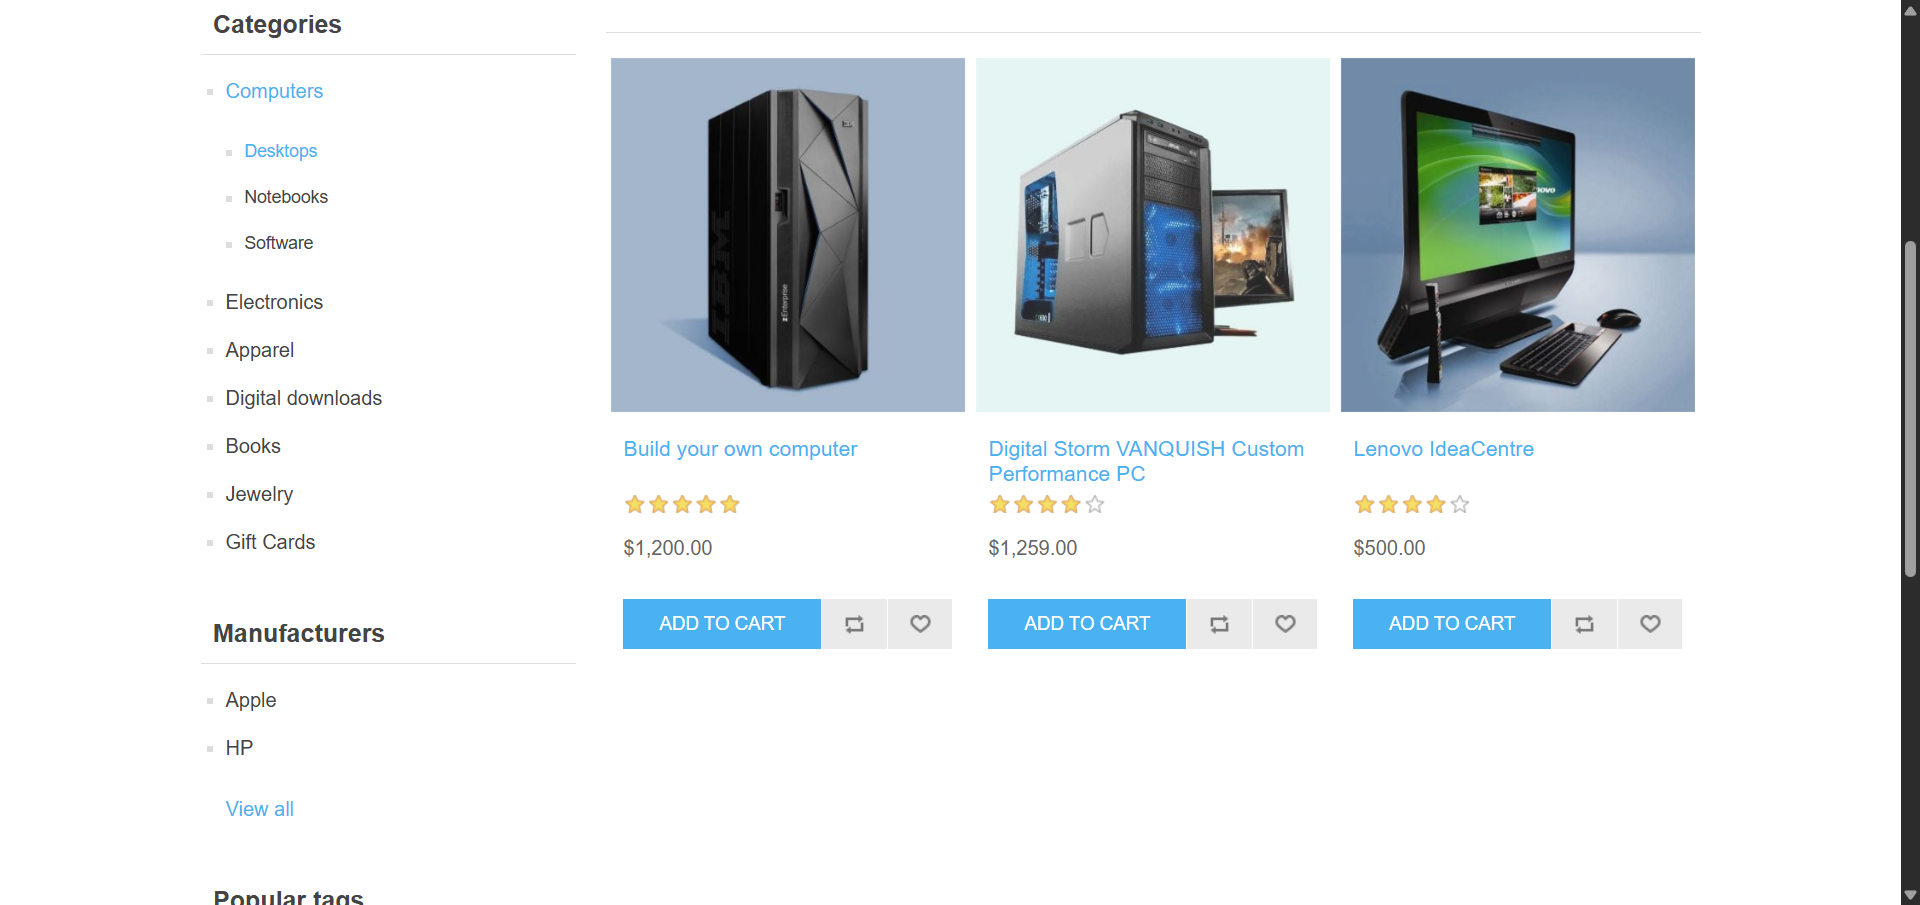 Categories
Computers
Desktops
Notebooks
Software
Electronics
Apparel
Digital downloads
Books
Jewelry
Gift Cards
Manufacturers
Apple
HP
View all
Popular tags
IBM
zEnterprise
Build your own computer
$1,200.00
ADD TO CART
Digital Storm VANQUISH Custom
Performance PC
$1,259.00
ADD TO CART
Lenovo IdeaCentre
$500.00
ADD TO CART